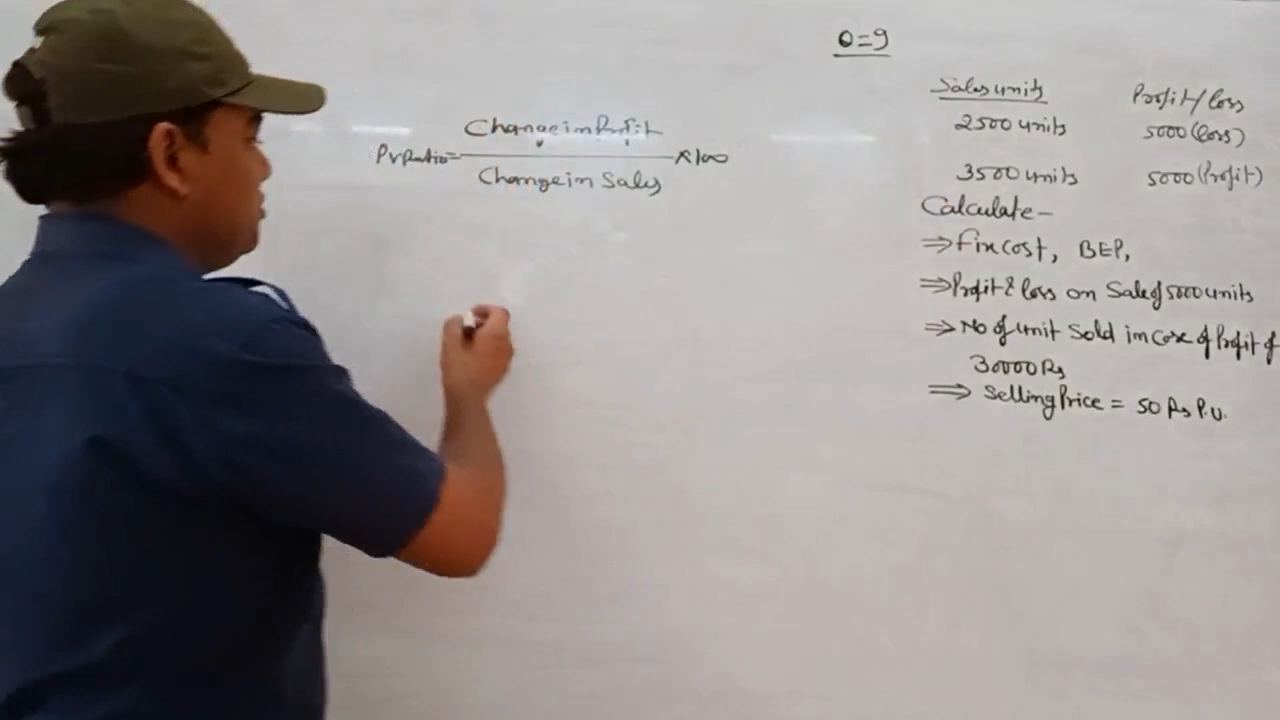 Q=9
PvRatio= Change in Profit
Change in Sales
×100
Sales units Profit/loss
2500 units 5000 (loss)
3500 units 5000 (Profit)
Calculate-
⇒ fix cost, BEP,
⇒ Profit & loss on Sale of 5000 units
⇒ No of unit Sold in Case of Profit of
30000 Rs
⇒ Selling Price = 50 Rs P.U.